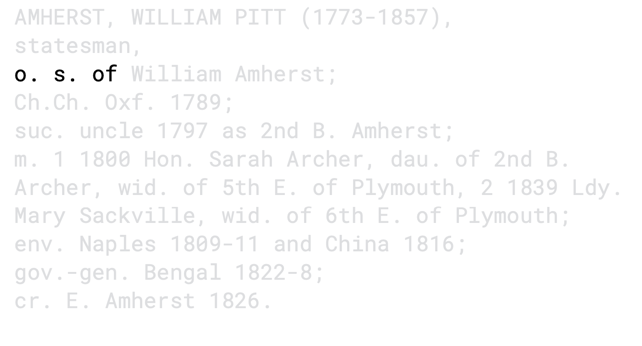 AMHERST, WILLIAM PITT (1773-1857),
statesman,
o. s. of William Amherst;
Ch.Ch. Oxf. 1789;
suc. uncle 1797 as 2nd B. Amherst;
m. 1 1800 Hon. Sarah Archer, dau. of 2nd B.
Archer, wid. of 5th E. of Plymouth, 2 1839 Ldy.
Mary Sackville, wid. of 6th E. of Plymouth;
env. Naples 1809-11 and China 1816;
gov.-gen. Bengal 1822-8;
cr. E. Amherst 1826.